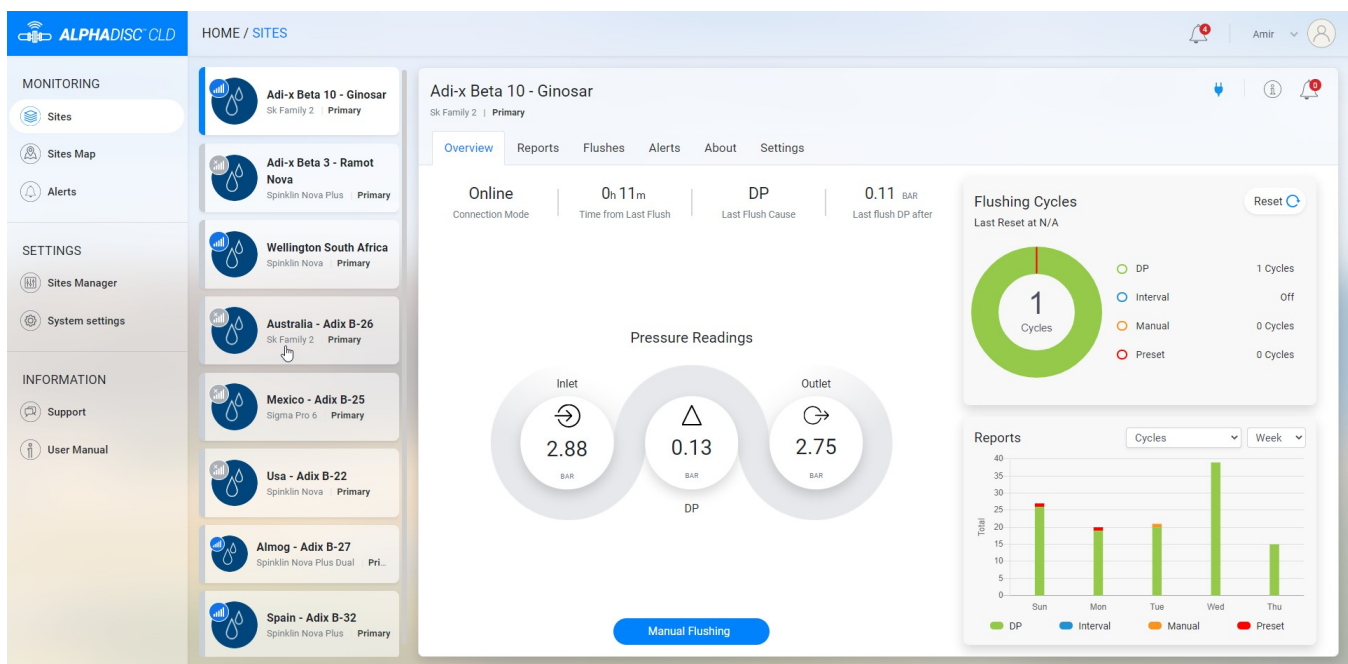 ALPHADISC CLD
HOME / SITES
4
Amir
MONITORING
Sites
Sites Map
Alerts
SETTINGS
Sites Manager
System settings
INFORMATION
Support
User Manual
Adi-x Beta 10 - Ginosar
Sk Family 2 | Primary
Adi-x Beta 3 - Ramot
Nova
Spinklin Nova Plus | Primary
Wellington South Africa
Spinklin Nova | Primary
Australia - Adix B-26
Sk Family 2 | Primary
Mexico - Adix B-25
Sigma Pro 6 | Primary
Usa - Adix B-22
Spinklin Nova | Primary
Almog - Adix B-27
Spinklin Nova Plus Dual | Pri...
Spain - Adix B-32
Spinklin Nova Plus | Primary
Adi-x Beta 10 - Ginosar
Sk Family 2 | Primary
0
Overview Reports Flushes Alerts About Settings
Online 0h 11m DP 0.11 BAR
Connection Mode Time from Last Flush Last Flush Cause Last flush DP after
Pressure Readings
Inlet Outlet
2.88 0.13 2.75
BAR BAR BAR
DP
Manual Flushing
Flushing Cycles
Reset
Last Reset at N/A
1
Cycles
DP 1 Cycles
Interval Off
Manual 0 Cycles
Preset 0 Cycles
Reports Cycles Week
Total
40
35
30
25
20
15
10
5
0
Sun Mon Tue Wed Thu
DP Interval Manual Preset